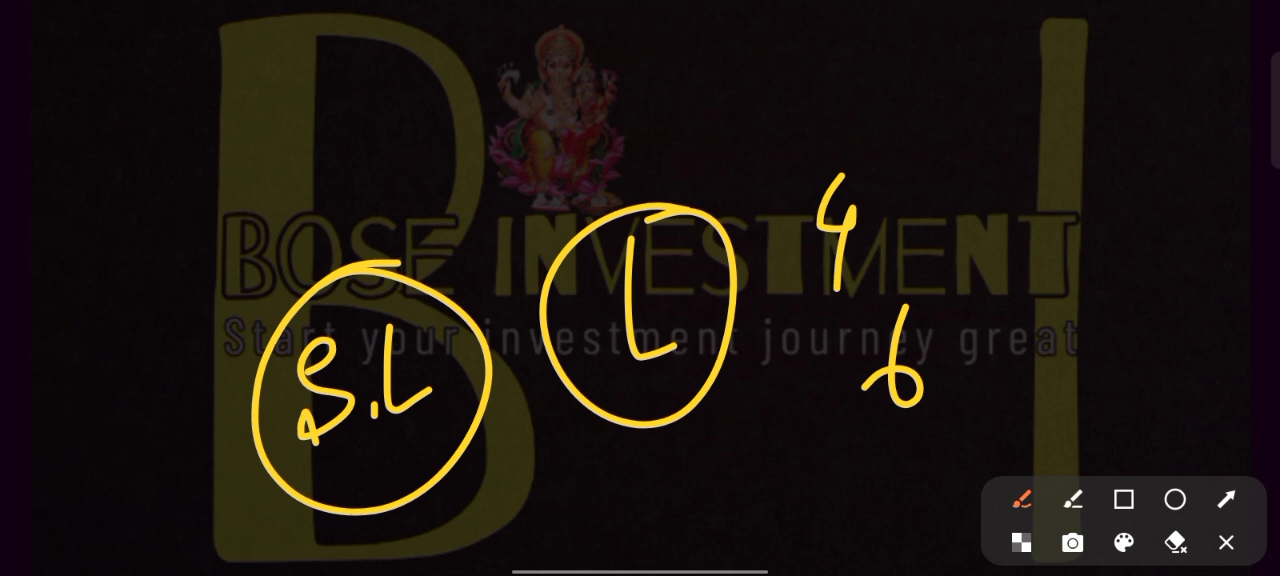 BOSE INVESTMENT
Start your investment journey great
S.L
L
4
6